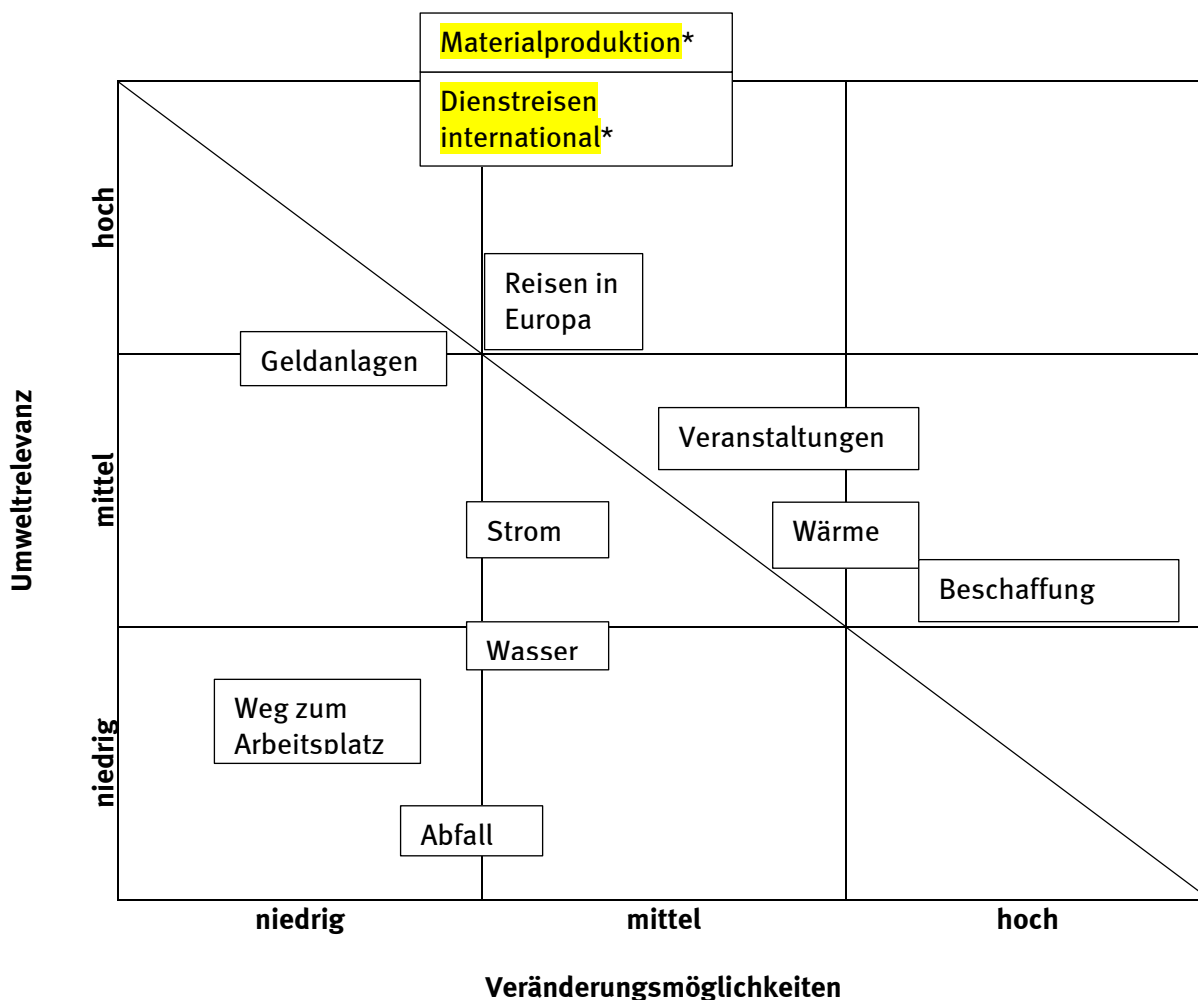 Materialproduktion*
Dienstreisen
international*
hoch
Reisen in
Europa
Geldanlagen
Umweltrelevanz
mittel
Veranstaltungen
Strom
Wärme
Beschaffung
Wasser
niedrig
Weg zum
Arbeitsplatz
Abfall
niedrig
mittel
hoch
Veränderungsmöglichkeiten